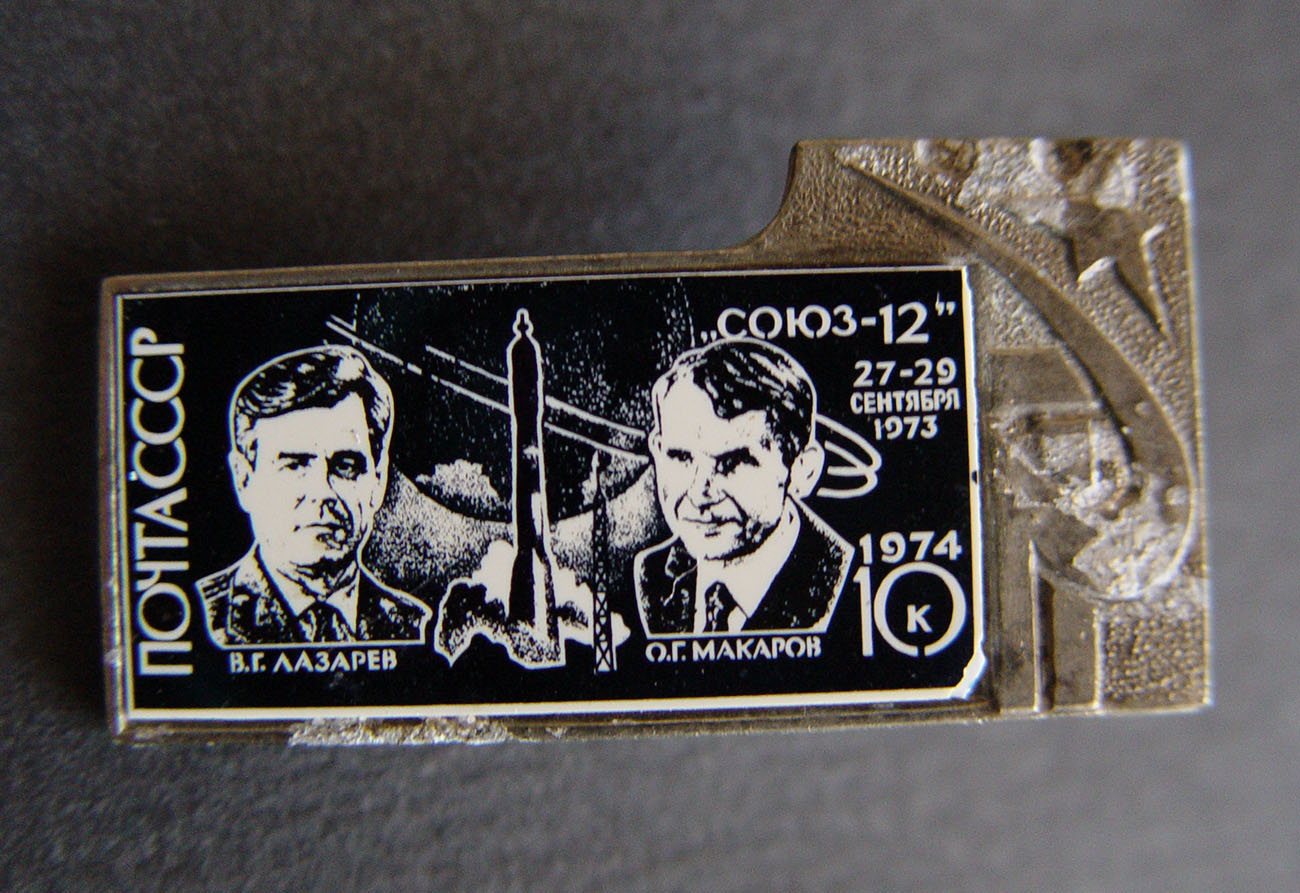 ПОЧТА СССР
„СОЮЗ-12”
27-29
СЕНТЯБРЯ
1973
1974
10 К
В.Г. ЛАЗАРЕВ
О.Г. МАКАРОВ